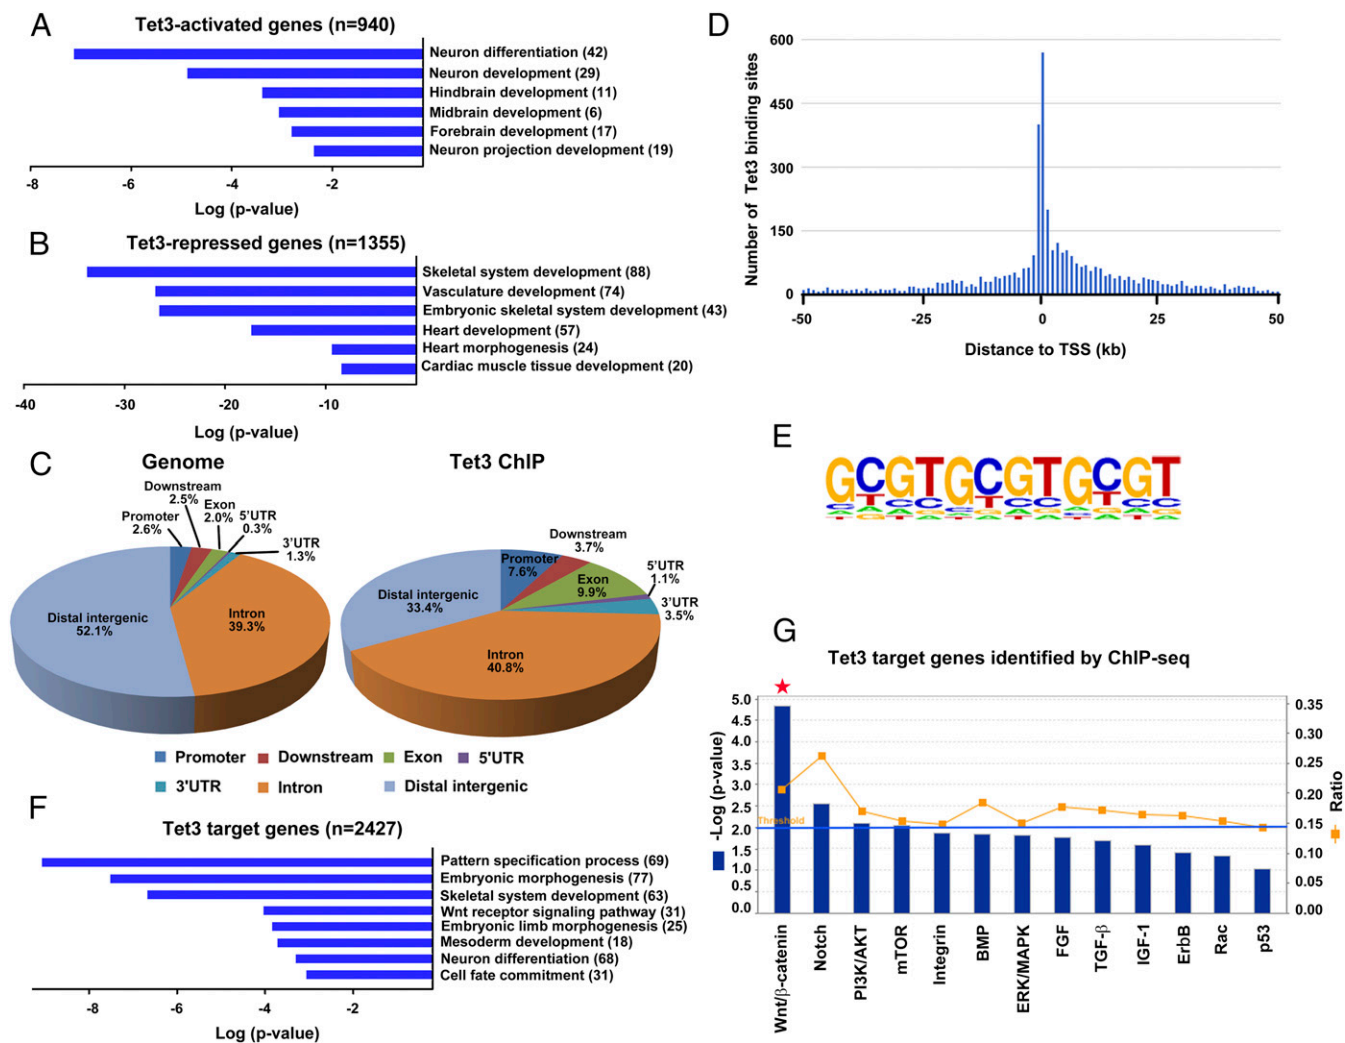 A
Tet3-activated genes (n=940)
Neuron differentiation (42)
Neuron development (29)
Hindbrain development (11)
Midbrain development (6)
Forebrain development (17)
Neuron projection development (19)
-8 -6 -4 -2
Log (p-value)
B
Tet3-repressed genes (n=1355)
Skeletal system development (88)
Vasculature development (74)
Embryonic skeletal system development (43)
Heart development (57)
Heart morphogenesis (24)
Cardiac muscle tissue development (20)
-40 -30 -20 -10
Log (p-value)
C
Genome
Downstream
2.5%
Promoter
2.6%
Exon
2.0%
5'UTR
0.3%
3'UTR
1.3%
Distal intergenic
52.1%
Intron
39.3%
Tet3 ChIP
Promoter
7.6%
Downstream
3.7%
Exon
9.9%
5'UTR
1.1%
3'UTR
3.5%
Distal intergenic
33.4%
Intron
40.8%
Promoter Downstream Exon 5'UTR
3'UTR Intron Distal intergenic
D
Number of Tet3 binding sites
600
450
300
150
0
-50 -25 0 25 50
Distance to TSS (kb)
E
GCGTGCGTGCGT
F
Tet3 target genes (n=2427)
Pattern specification process (69)
Embryonic morphogenesis (77)
Skeletal system development (63)
Wnt receptor signaling pathway (31)
Embryonic limb morphogenesis (25)
Mesoderm development (18)
Neuron differentiation (68)
Cell fate commitment (31)
-8 -6 -4 -2
Log (p-value)
G
Tet3 target genes identified by ChIP-seq
-Log (p-value)
5.0
4.5
4.0
3.5
3.0
2.5
2.0
1.5
1.0
0.5
0.0
Threshold
0.35
0.30
0.25
0.20
0.15
0.10
0.05
0.00
Ratio
Wnt/β-catenin
Notch
PI3K/AKT
mTOR
Integrin
BMP
ERK/MAPK
FGF
TGF-β
IGF-1
ErbB
Rac
p53